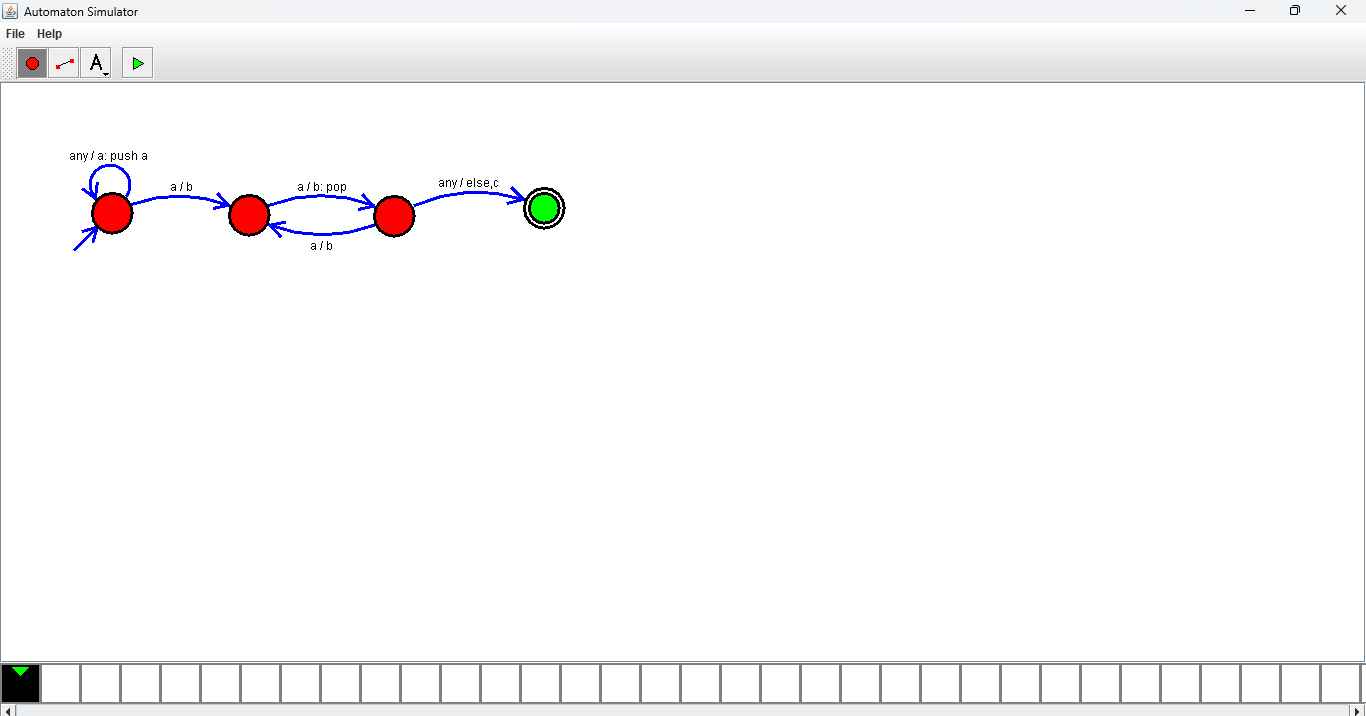 Automaton Simulator
File Help
A
any / a: push a
a / b
a / b: pop
any / else,c
a / b